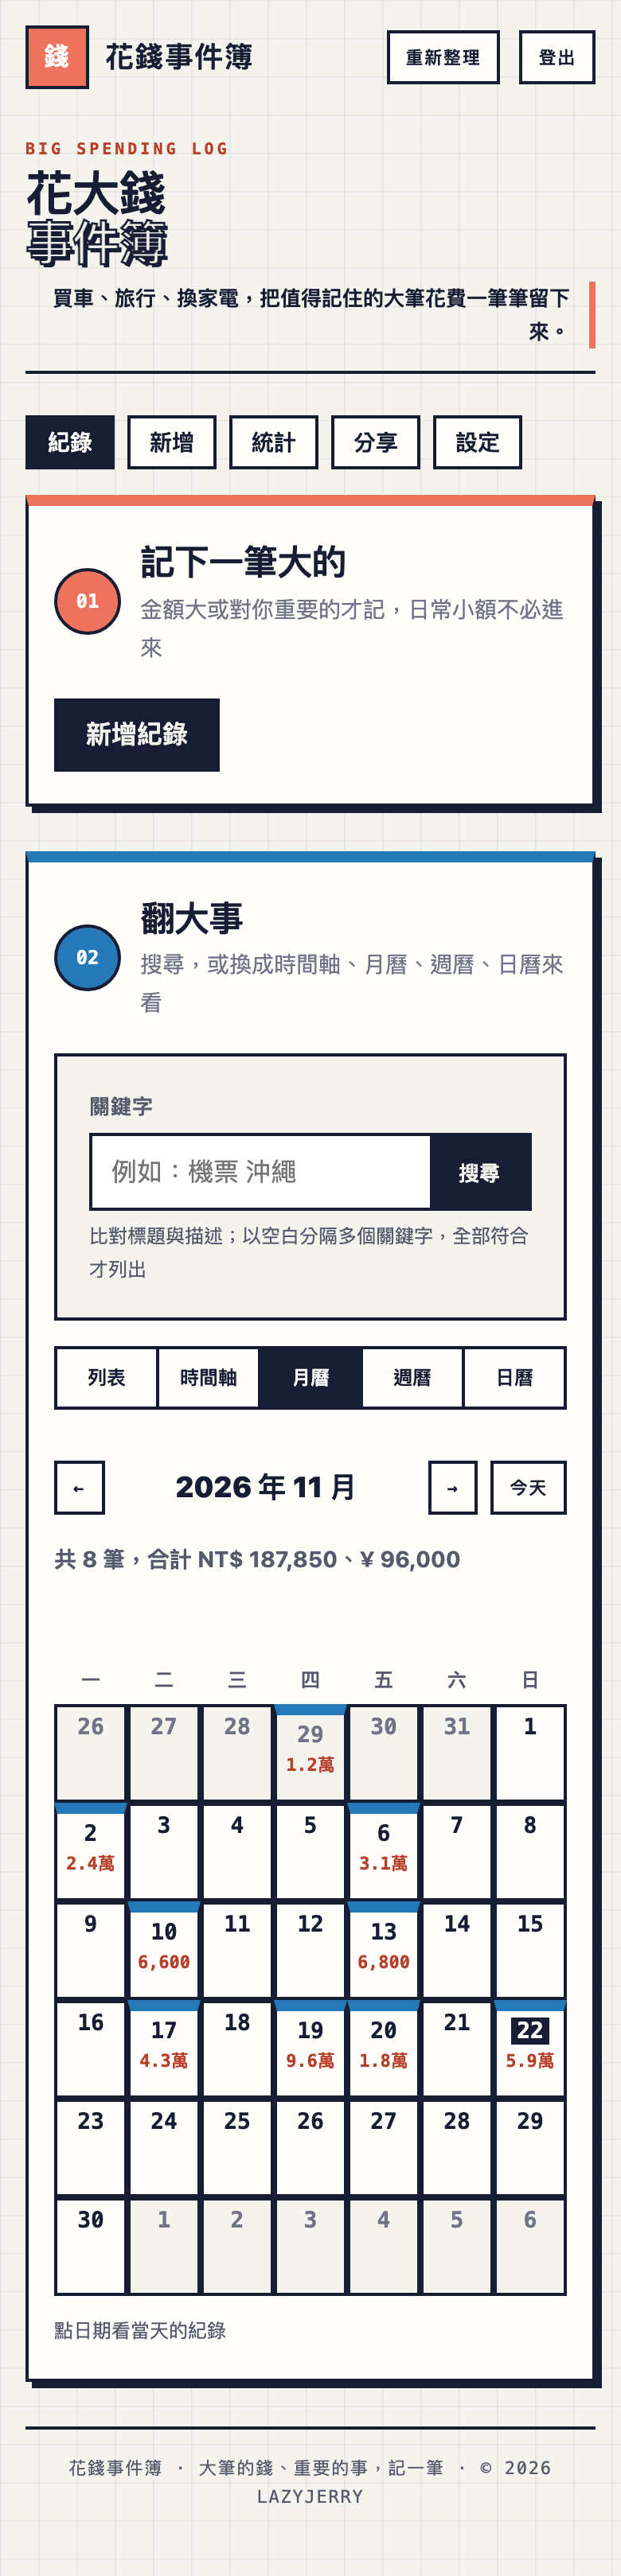 錢 花錢事件簿 重新整理 登出
BIG SPENDING LOG
花大錢
事件簿
買車、旅行、換家電，把值得記住的大筆花費一筆筆留下
來。
紀錄 新增 統計 分享 設定
記下一筆大的
01
金額大或對你重要的才記，日常小額不必進
來
新增紀錄
翻大事
02
搜尋，或換成時間軸、月曆、週曆、日曆來
看
關鍵字
例如：機票 沖繩 搜尋
比對標題與描述；以空白分隔多個關鍵字，全部符合
才列出
列表 時間軸 月曆 週曆 日曆
← 2026 年 11 月 → 今天
共 8 筆，合計 NT$ 187,850、¥ 96,000
一 二 三 四 五 六 日
26 27 28 29 30 31 1
1.2萬
2 3 4 5 6 7 8
2.4萬 3.1萬
9 10 11 12 13 14 15
6,600 6,800
16 17 18 19 20 21 22
4.3萬 9.6萬 1.8萬 5.9萬
23 24 25 26 27 28 29
30 1 2 3 4 5 6
點日期看當天的紀錄
花錢事件簿 · 大筆的錢、重要的事，記一筆 · © 2026
LAZYJERRY